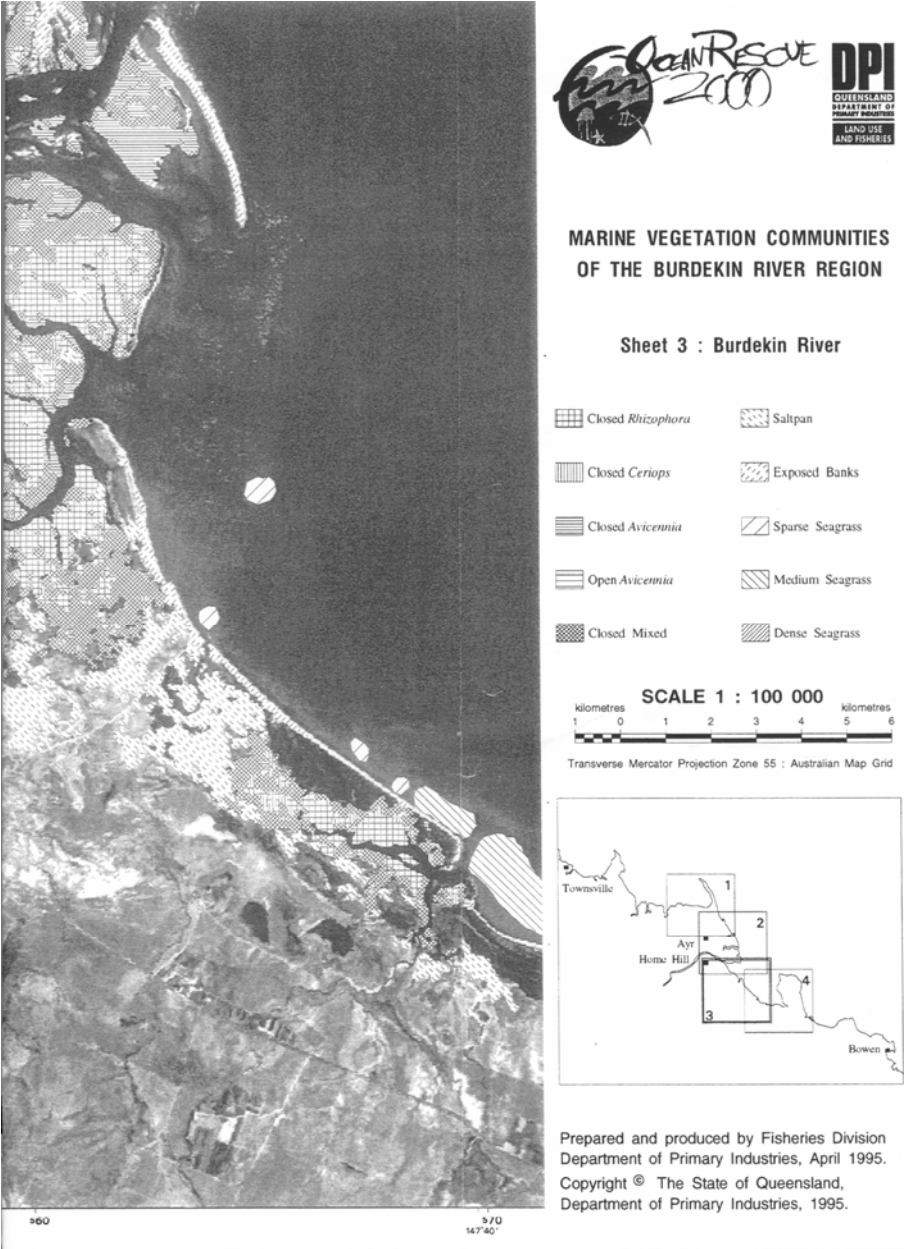 OCEAN RESCUE
2000
DPI
QUEENSLAND
DEPARTMENT OF
PRIMARY INDUSTRIES
LAND USE
AND FISHERIES
MARINE VEGETATION COMMUNITIES
OF THE BURDEKIN RIVER REGION
Sheet 3 : Burdekin River
Closed Rhizophora
Saltpan
Closed Ceriops
Exposed Banks
Closed Avicennia
Sparse Seagrass
Open Avicennia
Medium Seagrass
Closed Mixed
Dense Seagrass
SCALE 1 : 100 000
kilometres kilometres
1 0 1 2 3 4 5 6
Transverse Mercator Projection Zone 55 : Australian Map Grid
Townsville
1
2
Ayr
Home Hill
4
3
Bowen
Prepared and produced by Fisheries Division
Department of Primary Industries, April 1995.
Copyright © The State of Queensland,
Department of Primary Industries, 1995.
560 570
147°40'